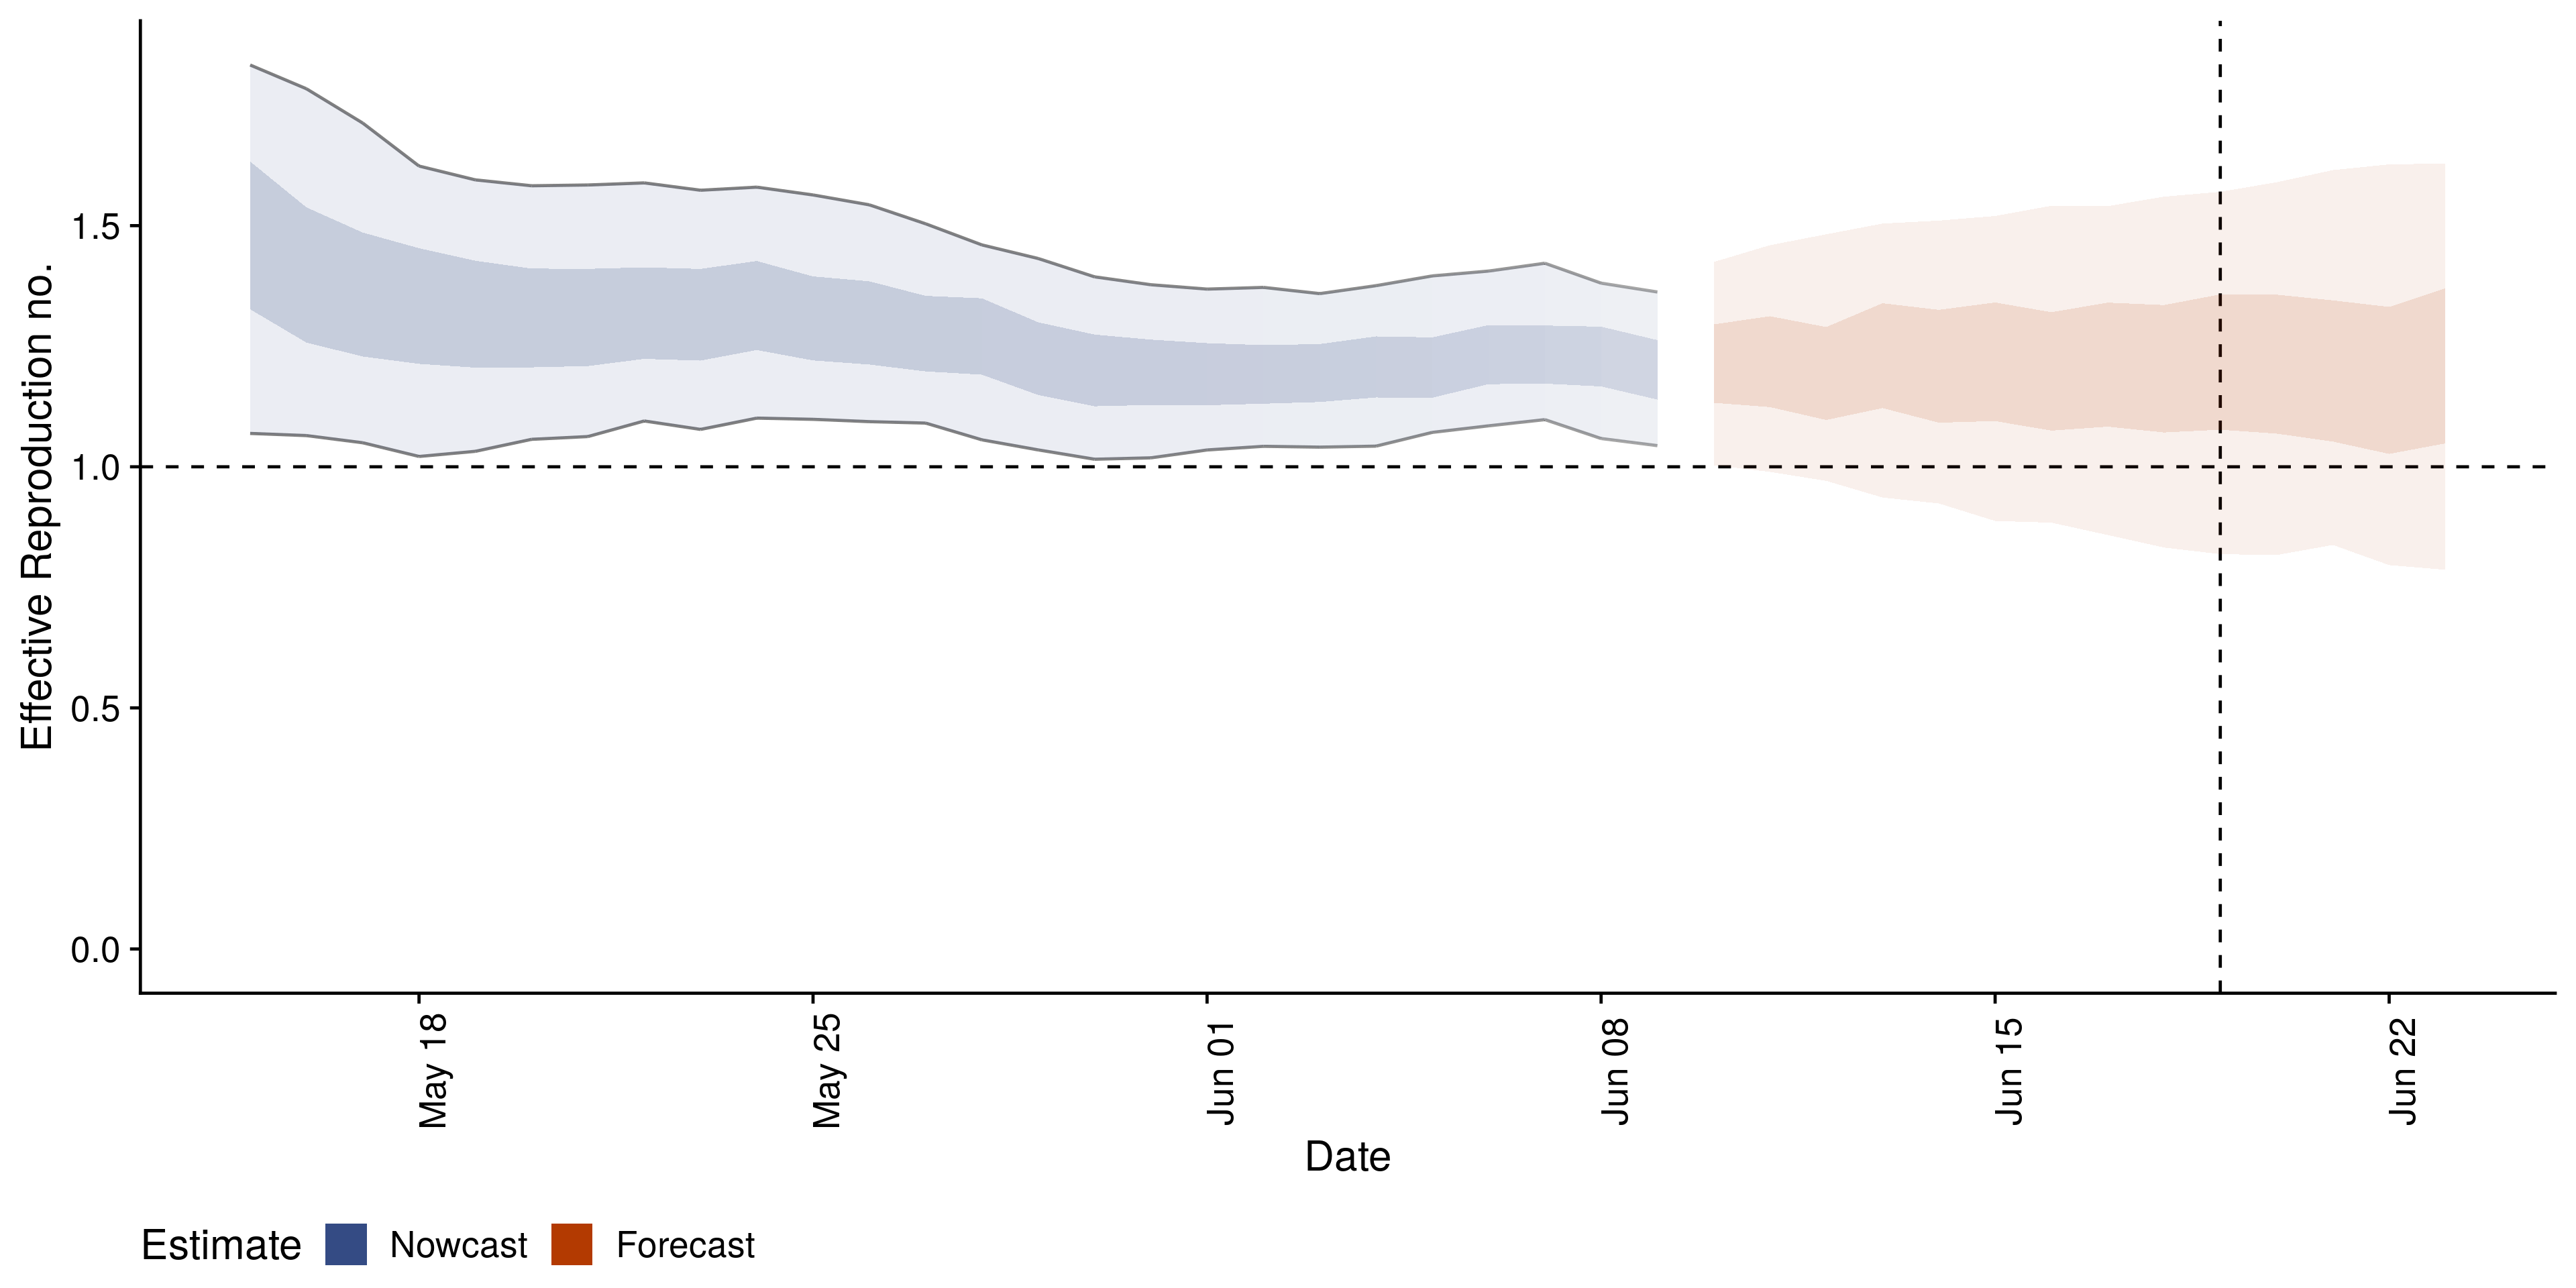 Effective Reproduction no.
1.5
1.0
0.5
0.0
May 18
May 25
Jun 01
Jun 08
Jun 15
Jun 22
Date
Estimate Nowcast Forecast